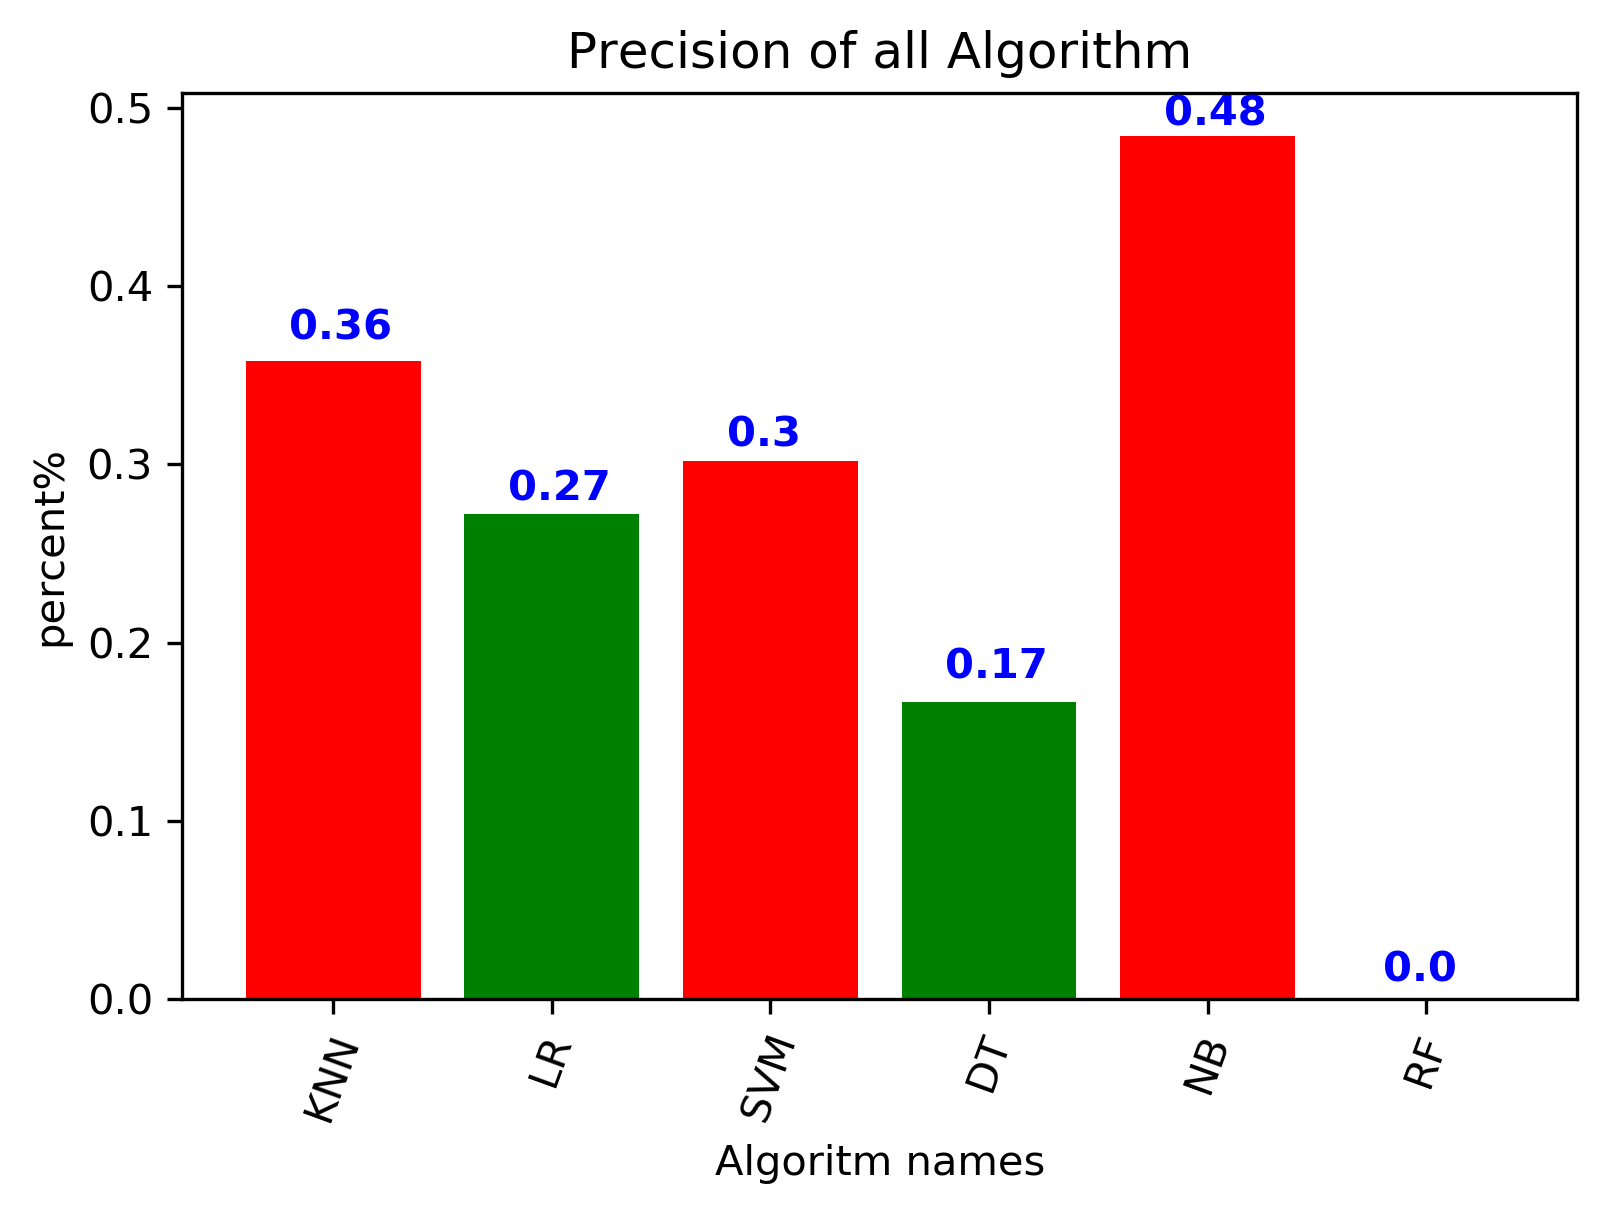 Precision of all Algorithm
0.5
0.4
0.3
0.2
0.1
0.0
percent%
0.36
0.27
0.3
0.17
0.48
0.0
KNN
LR
SVM
DT
NB
RF
Algoritm names